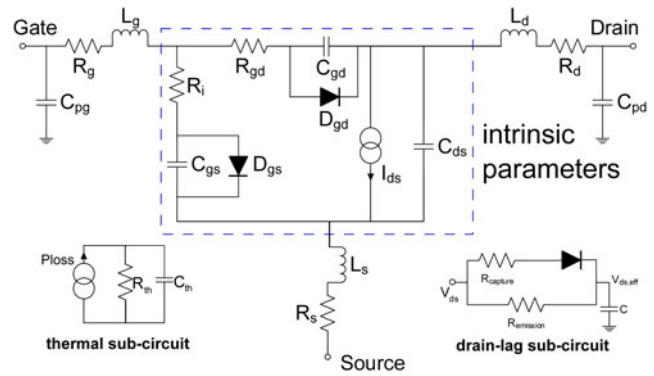 Gate
L_g
L_d
Drain
R_g
R_gd
C_gd
R_d
R_i
C_pg
D_gd
C_pd
C_gs
D_gs
I_ds
C_ds
intrinsic
parameters
Ploss
R_th
C_th
L_s
R_s
R_capture
V_ds
V_ds,eff
C
R_emission
thermal sub-circuit
Source
drain-lag sub-circuit